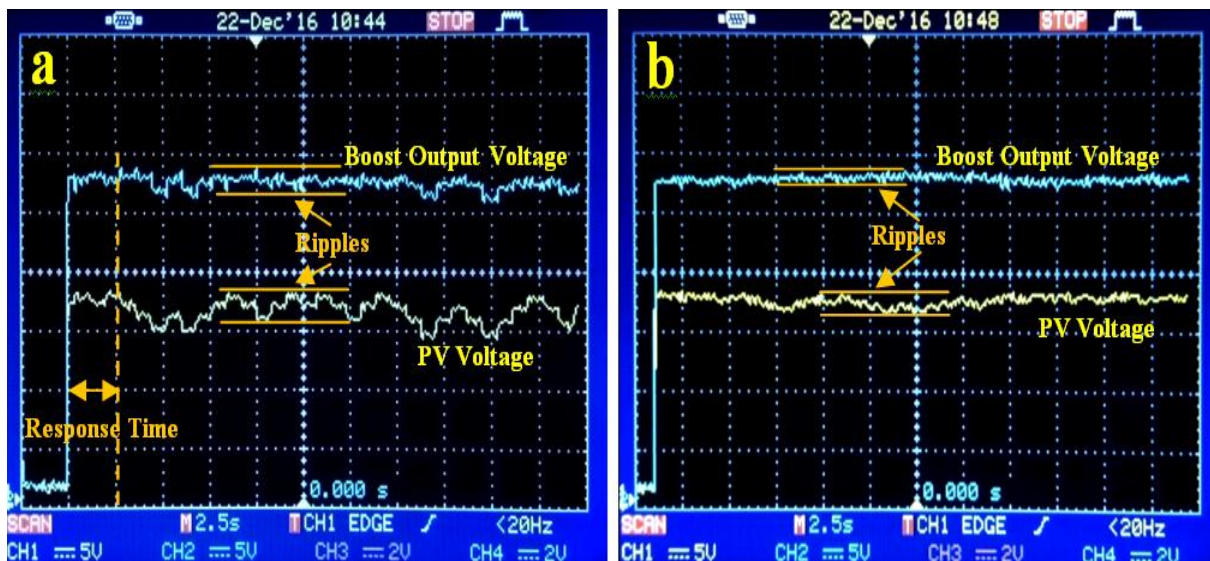 22-Dec'16 10:44 STOP
a
Boost Output Voltage
Ripples
PV Voltage
Response Time
0.000 s
SCAN M 2.5s T CH1 EDGE <20Hz
CH1 5V CH2 5V CH3 2V CH4 2V
22-Dec'16 10:48 STOP
b
Boost Output Voltage
Ripples
PV Voltage
0.000 s
SCAN M 2.5s T CH1 EDGE <20Hz
CH1 5V CH2 5V CH3 2V CH4 2V